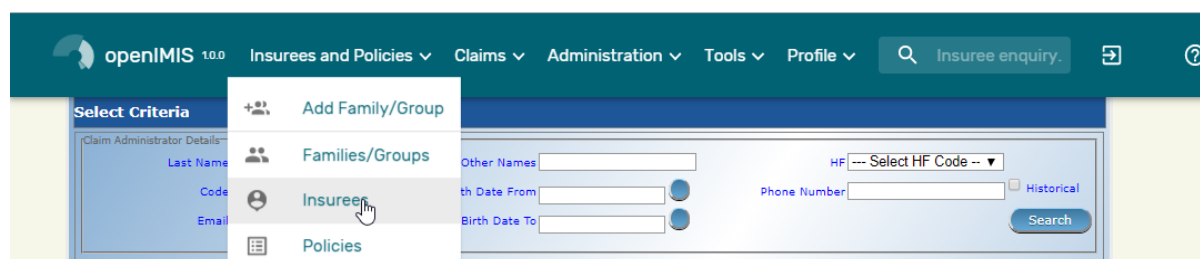 openIMIS 1.0.0 Insurees and Policies Claims Administration Tools Profile Insuree enquiry.
Select Criteria
Add Family/Group
Families/Groups
Insurees
Policies
Claim Administrator Details
Last Name Other Names HF --- Select HF Code -- ▼
Code th Date From Phone Number Historical
Email Birth Date To Search